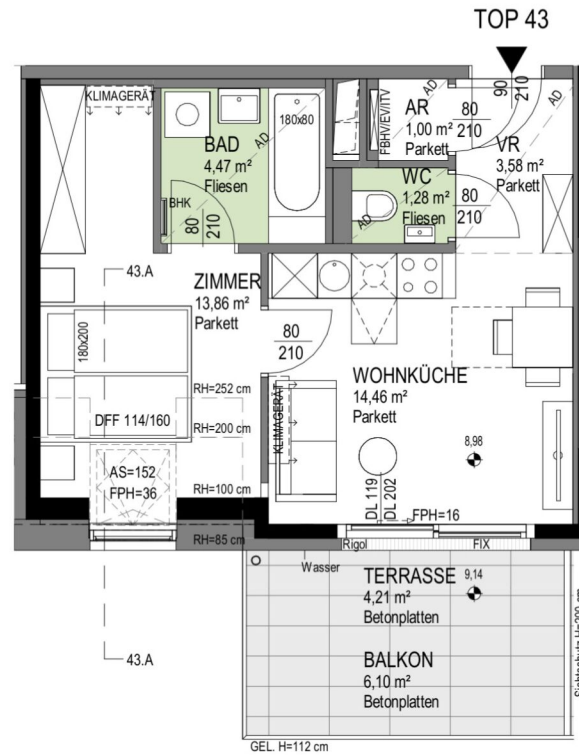 TOP 43
KLIMAGERÄT
BAD
4,47 m²
Fliesen
AD
180x80
BHK
80
210
FBHV/EV/ITV
AD
AR
1,00 m²
Parkett
80
210
90
210
AD
VR
3,58 m²
Parkett
WC
1,28 m²
Fliesen
AD
80
210
43.A
ZIMMER
13,86 m²
Parkett
180x200
80
210
WOHNKÜCHE
14,46 m²
Parkett
KLIMAGERÄT
RH=252 cm
DFF 114/160
RH=200 cm
8,98
AS=152
FPH=36
RH=100 cm
DL 119
DL 202
FPH=16
RH=85 cm
Rigol
FIX
Wasser
TERRASSE
4,21 m²
Betonplatten
9,14
BALKON
6,10 m²
Betonplatten
43.A
Sichtschutz H=200 cm
GEL. H=112 cm